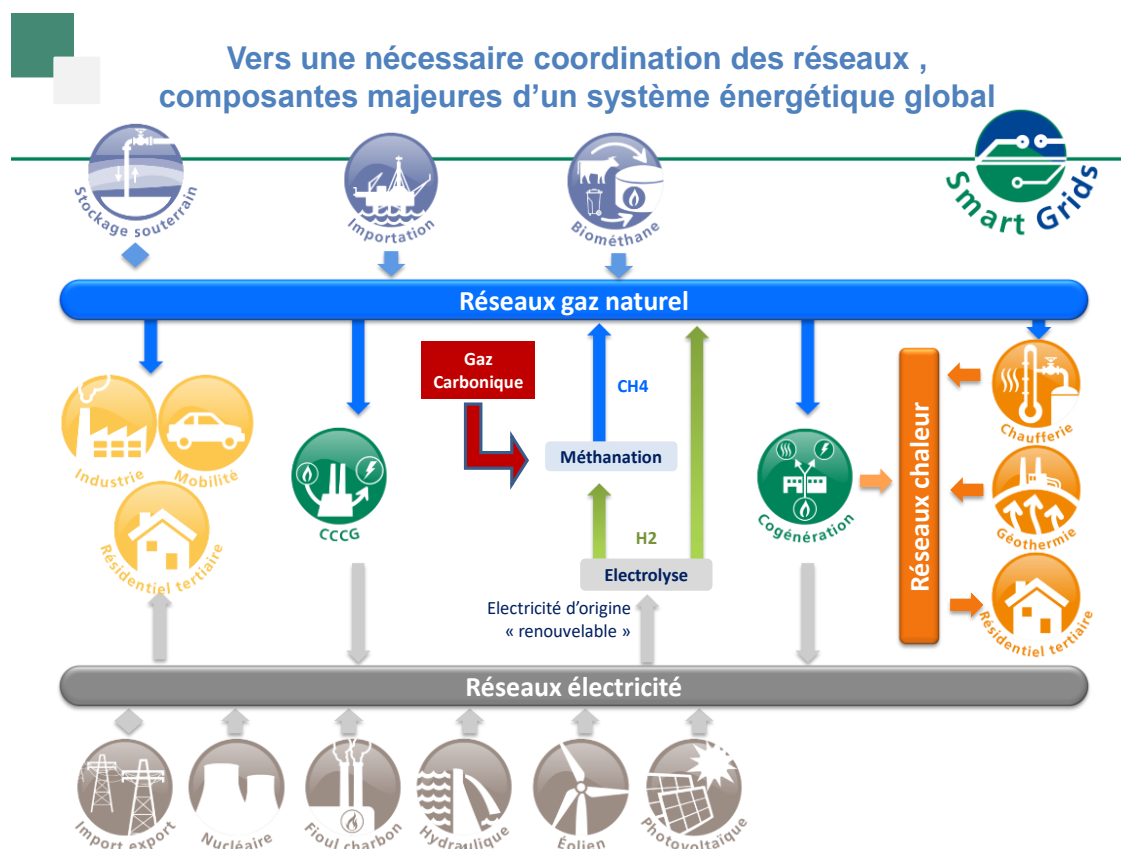 Vers une nécessaire coordination des réseaux ,
composantes majeures d’un système énergétique global
Stockage souterrain
Importation
Biométhane
Smart Grids
Réseaux gaz naturel
Gaz
Carbonique
CH4
Méthanation
H2
Electrolyse
Electricité d’origine
« renouvelable »
Industrie
Mobilité
Résidentiel tertiaire
CCCG
Cogénération
Réseaux chaleur
Chaufferie
Géothermie
Résidentiel tertiaire
Réseaux électricité
Import export
Nucléaire
Fioul charbon
Hydraulique
Éolien
Photovoltaïque